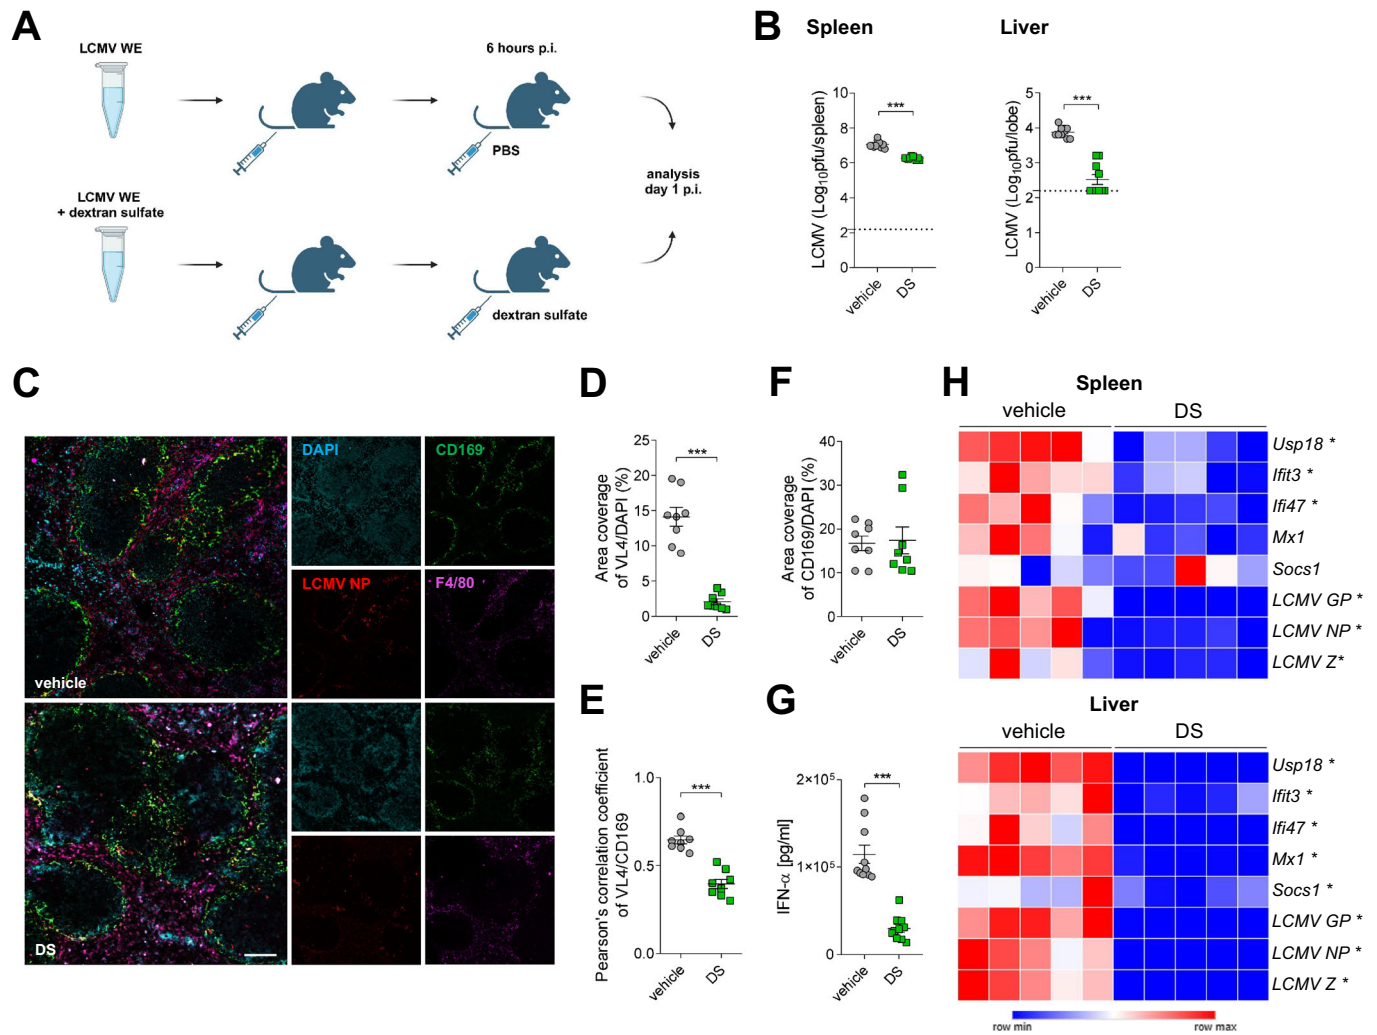 A
LCMV WE
6 hours p.i.
PBS
LCMV WE
+ dextran sulfate
dextran sulfate
analysis
day 1 p.i.
B
Spleen
Liver
LCMV (Log10pfu/spleen)
10
8
6
4
2
0
***
vehicle
DS
LCMV (Log10pfu/lobe)
5
4
3
2
1
0
***
vehicle
DS
C
DAPI
CD169
LCMV NP
F4/80
vehicle
DS
D
Area coverage
of VL4/DAPI (%)
25
20
15
10
5
0
***
vehicle
DS
E
Pearson's correlation coefficient
of VL4/CD169
1.0
0.5
0.0
***
vehicle
DS
F
Area coverage
of CD169/DAPI (%)
40
30
20
10
0
vehicle
DS
G
IFN-α [pg/ml]
2×10⁵
1×10⁵
0
***
vehicle
DS
H
Spleen
vehicle
DS
Usp18 *
Ifit3 *
Ifi47 *
Mx1
Socs1
LCMV GP *
LCMV NP *
LCMV Z*
Liver
vehicle
DS
Usp18 *
Ifit3 *
Ifi47 *
Mx1 *
Socs1 *
LCMV GP *
LCMV NP *
LCMV Z *
row min
row max